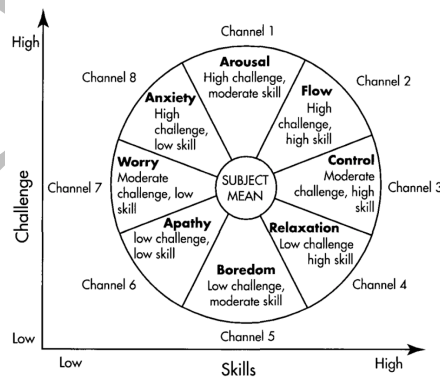 Channel 1
High
Arousal
High challenge,
moderate skill
Channel 8
Channel 2
Anxiety
High
challenge,
low skill
Flow
High
challenge,
high skill
Challenge
Channel 7
Worry
Moderate
challenge, low
skill
SUBJECT
MEAN
Control
Moderate
challenge, high
skill
Channel 3
Apathy
low challenge,
low skill
Relaxation
Low challenge
high skill
Boredom
Low challenge,
moderate skill
Channel 6
Channel 4
Low
Channel 5
Low
Skills
High